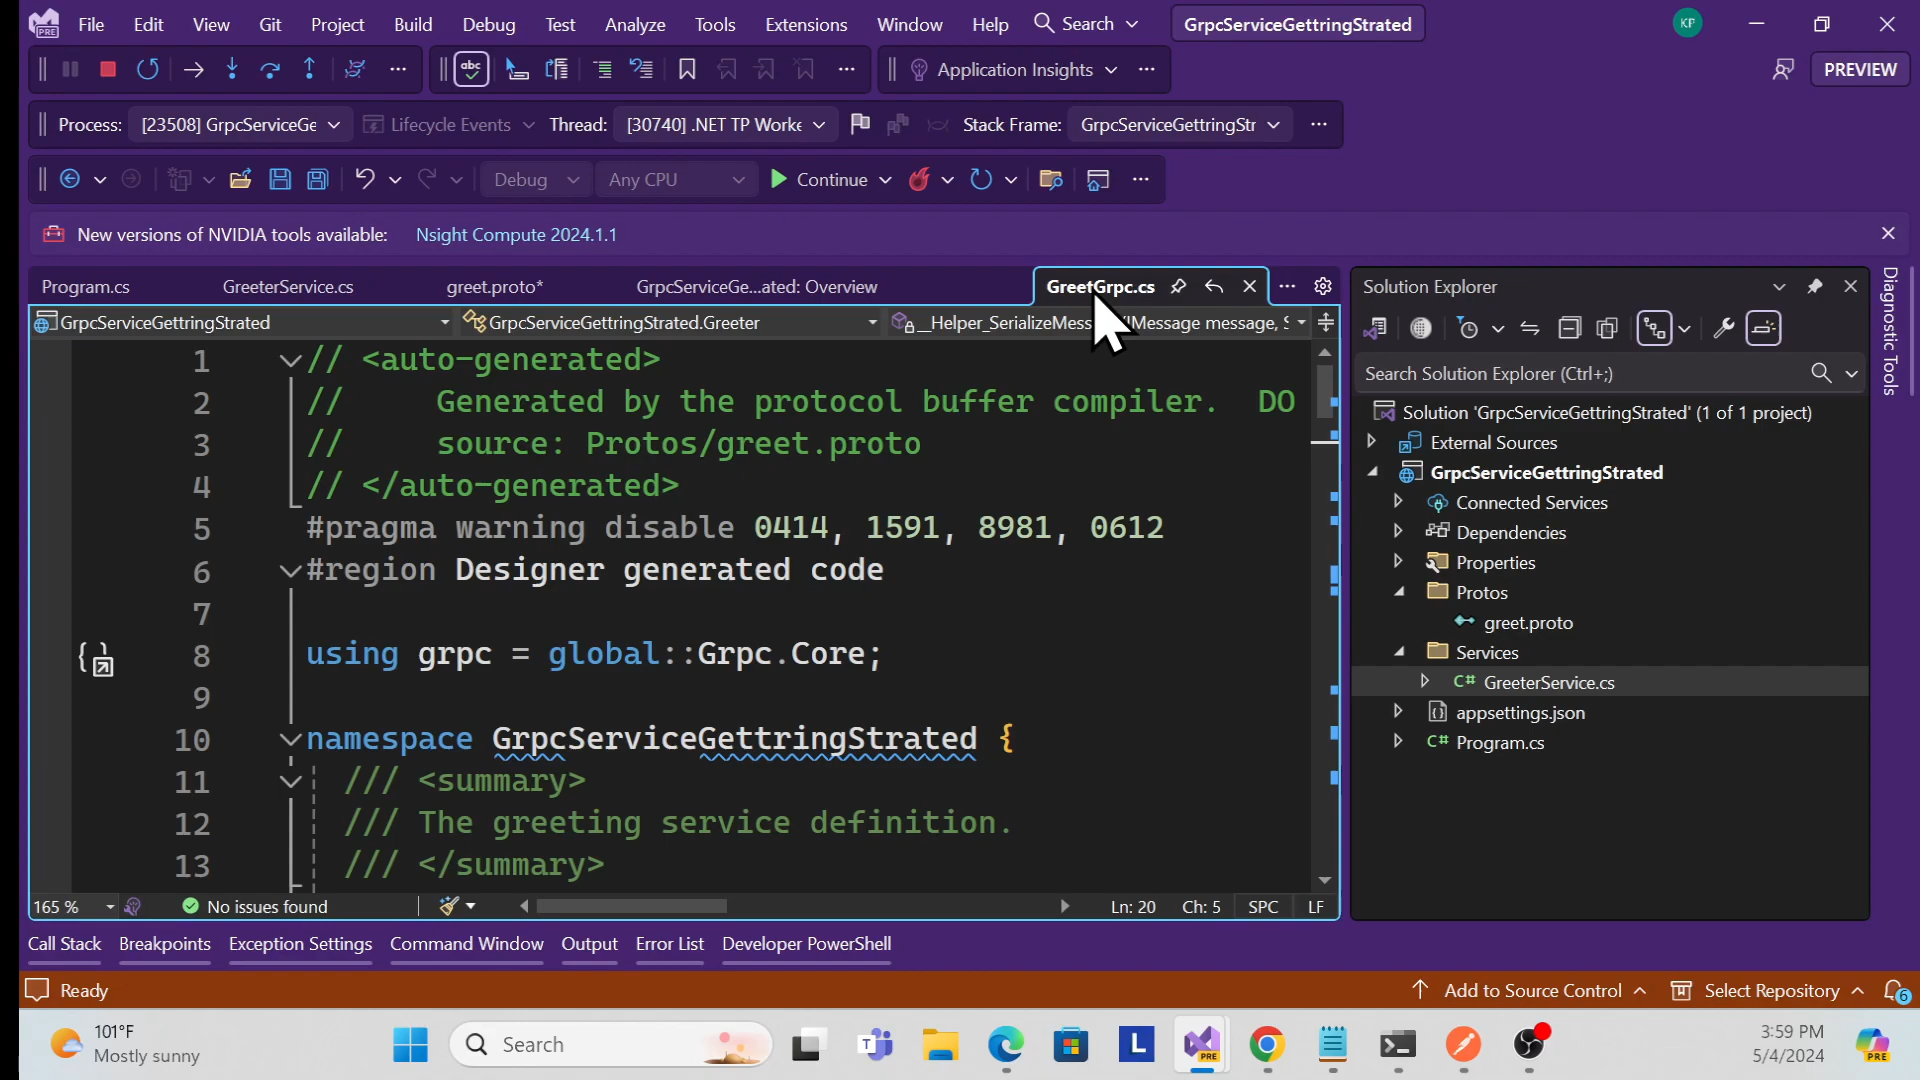 File Edit View Git Project Build Debug Test Analyze Tools Extensions Window Help Search GrpcServiceGettringStrated KP
PRE abc Application Insights PREVIEW
Process: [23508] GrpcServiceGe Lifecycle Events Thread: [30740] .NET TP Worke Stack Frame: GrpcServiceGettringStr
Debug Any CPU Continue
New versions of NVIDIA tools available: Nsight Compute 2024.1.1
Program.cs GreeterService.cs greet.proto* GrpcServiceGe...ated: Overview GreetGrpc.cs
GrpcServiceGettringStrated GrpcServiceGettringStrated.Greeter (IMessage message, S
1 // <auto-generated>
2 // Generated by the protocol buffer compiler. DO
3 // source: Protos/greet.proto
4 // </auto-generated>
5 #pragma warning disable 0414, 1591, 8981, 0612
6 #region Designer generated code
7
8 using grpc = global::Grpc.Core;
9
10 namespace GrpcServiceGettringStrated {
11 /// <summary>
12 /// The greeting service definition.
13 /// </summary>
165 % No issues found Ln: 20 Ch: 5 SPC LF
Solution Explorer
Search Solution Explorer (Ctrl+;)
Solution 'GrpcServiceGettringStrated' (1 of 1 project)
External Sources
GrpcServiceGettringStrated
Connected Services
Dependencies
Properties
Protos
greet.proto
Services
C# GreeterService.cs
appsettings.json
C# Program.cs
Diagnostic Tools
Call Stack Breakpoints Exception Settings Command Window Output Error List Developer PowerShell
Ready Add to Source Control Select Repository 6
101°F
Mostly sunny
Search T L PRE
3:59 PM
5/4/2024
PRE